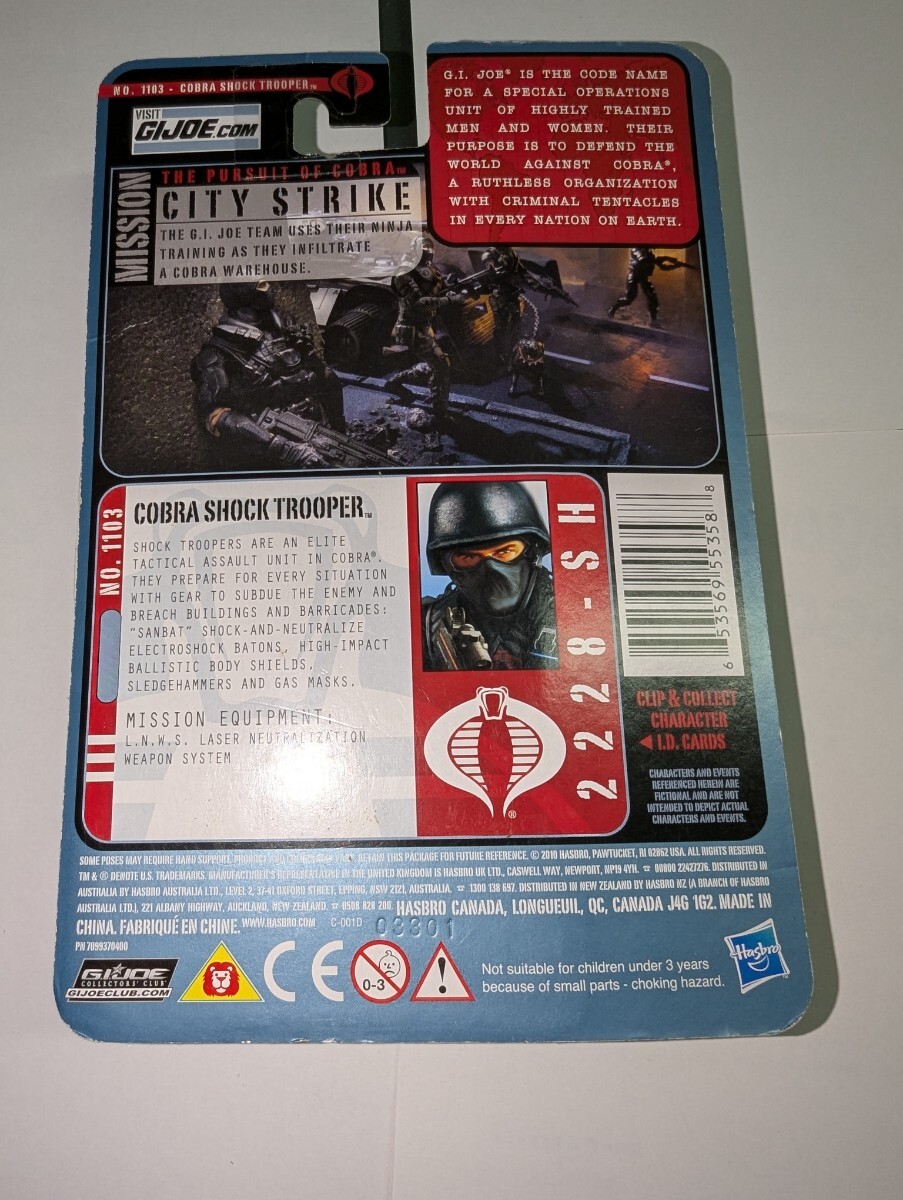 NO. 1103 - COBRA SHOCK TROOPER™
VISIT
GIJOE.COM
MISSION
THE PURSUIT OF COBRA™
CITY STRIKE
THE G.I. JOE TEAM USES THEIR NINJA
TRAINING AS THEY INFILTRATE
A COBRA WAREHOUSE.
G.I. JOE® IS THE CODE NAME
FOR A SPECIAL OPERATIONS
UNIT OF HIGHLY TRAINED
MEN AND WOMEN. THEIR
PURPOSE IS TO DEFEND THE
WORLD AGAINST COBRA®,
A RUTHLESS ORGANIZATION
WITH CRIMINAL TENTACLES
IN EVERY NATION ON EARTH.
NO. 1103
COBRA SHOCK TROOPER™
SHOCK TROOPERS ARE AN ELITE
TACTICAL ASSAULT UNIT IN COBRA®.
THEY PREPARE FOR EVERY SITUATION
WITH GEAR TO SUBDUE THE ENEMY AND
BREACH BUILDINGS AND BARRICADES:
"SANBAT" SHOCK-AND-NEUTRALIZE
ELECTROSHOCK BATONS, HIGH-IMPACT
BALLISTIC BODY SHIELDS,
SLEDGEHAMMERS AND GAS MASKS.
MISSION EQUIPMENT:
L.N.W.S. LASER NEUTRALIZATION
WEAPON SYSTEM
2228-SH
®
6 53569 55358 8
CLIP & COLLECT
CHARACTER
◄ I.D. CARDS
CHARACTERS AND EVENTS
REFERENCED HEREIN ARE
FICTIONAL AND ARE NOT
INTENDED TO DEPICT ACTUAL
CHARACTERS AND EVENTS.
SOME POSES MAY REQUIRE HAND SUPPORT. PRODUCT AND RETAIN THIS PACKAGE FOR FUTURE REFERENCE. © 2010 HASBRO, PAWTUCKET, RI 02862 USA. ALL RIGHTS RESERVED.
TM & ® DENOTE U.S. TRADEMARKS. MANUFACTURER'S REPRESENTATIVE IN THE UNITED KINGDOM IS HASBRO UK LTD., CASWELL WAY, NEWPORT, NP19 4YH. ☎ 00800 22427276. DISTRIBUTED IN
AUSTRALIA BY HASBRO AUSTRALIA LTD., LEVEL 2, 37-41 OXFORD STREET, EPPING, NSW 2121, AUSTRALIA. ☎ 1300 138 697. DISTRIBUTED IN NEW ZEALAND BY HASBRO NZ (A BRANCH OF HASBRO
AUSTRALIA LTD.), 221 ALBANY HIGHWAY, AUCKLAND, NEW ZEALAND. ☎ 0508 828 200. HASBRO CANADA, LONGUEUIL, QC, CANADA J4G 1G2. MADE IN
CHINA. FABRIQUÉ EN CHINE. WWW.HASBRO.COM C-001D 03301
PN 7099370400
GIJOE
COLLECTORS' CLUB
GIJOECLUB.COM
CE
0-3
Not suitable for children under 3 years
because of small parts - choking hazard.
Hasbro